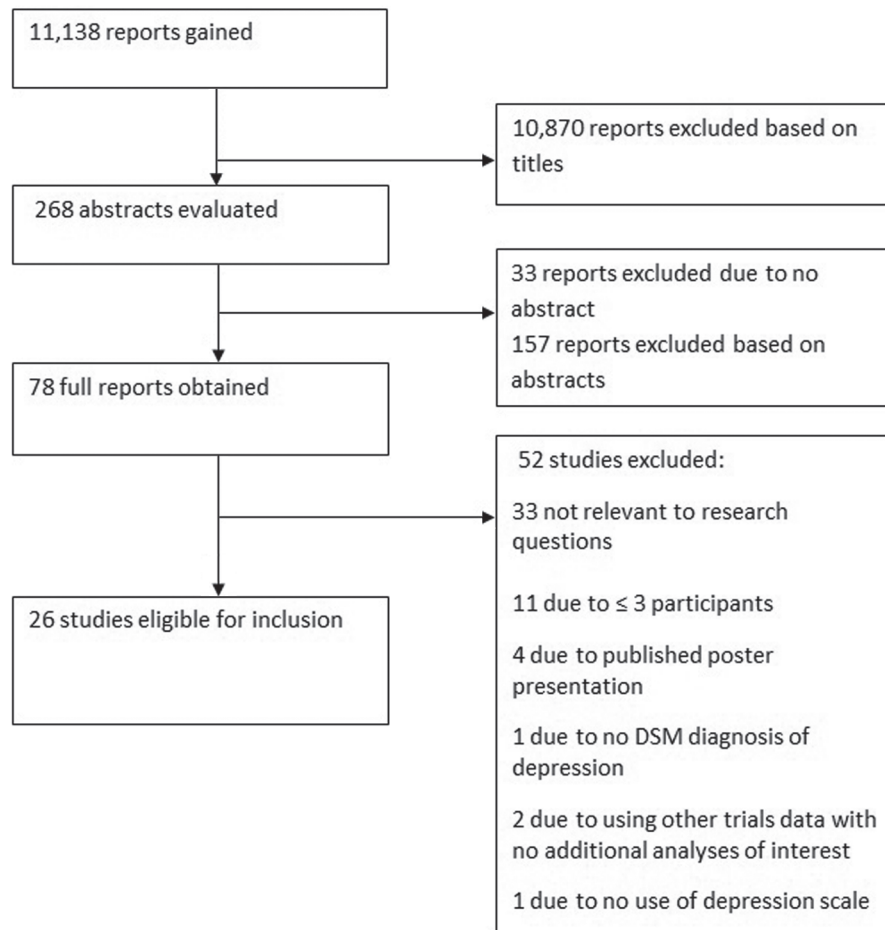 11,138 reports gained
10,870 reports excluded based on
titles
268 abstracts evaluated
33 reports excluded due to no
abstract
157 reports excluded based on
abstracts
78 full reports obtained
52 studies excluded:
33 not relevant to research
questions
11 due to ≤ 3 participants
4 due to published poster
presentation
1 due to no DSM diagnosis of
depression
2 due to using other trials data with
no additional analyses of interest
1 due to no use of depression scale
26 studies eligible for inclusion